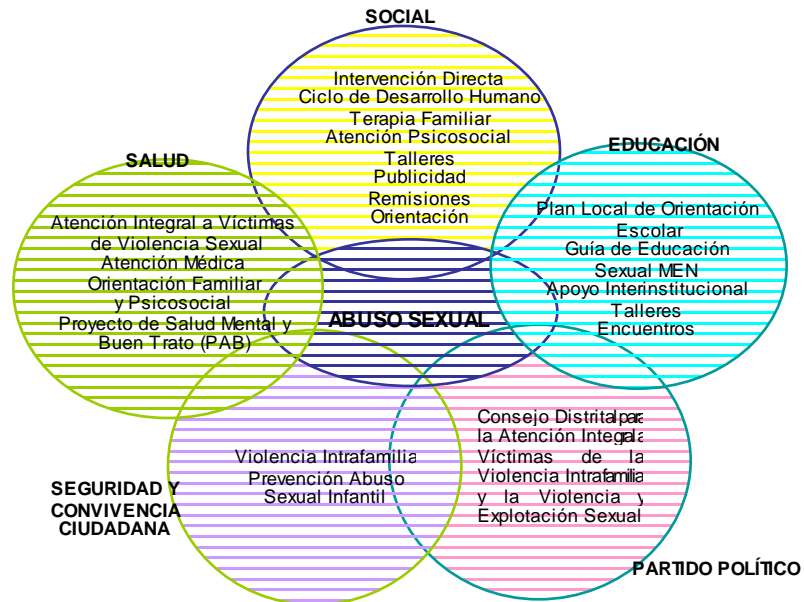 SOCIAL
Intervención Directa
Ciclo de Desarrollo Humano
Terapia Familiar
Atención Psicosocial
Talleres
Publicidad
Remisiones
Orientación
EDUCACIÓN
Plan Local de Orientación
Escolar
Guía de Educación
Sexual MEN
Apoyo Interinstitucional
Talleres
Encuentros
SALUD
Atención Integral a Víctimas
de Violencia Sexual
Atención Médica
Orientación Familiar
y Psicosocial
Proyecto de Salud Mental y
Buen Trato (PAB)
ABUSO SEXUAL
Violencia Intrafamilia
Prevención Abuso
Sexual Infantil
SEGURIDAD Y
CONVIVENCIA
CIUDADANA
Consejo Distrital para
la Atención Integral a
Víctimas de la
Violencia Intrafamilia
y la Violencia y
Explotación Sexual
PARTIDO POLÍTICO